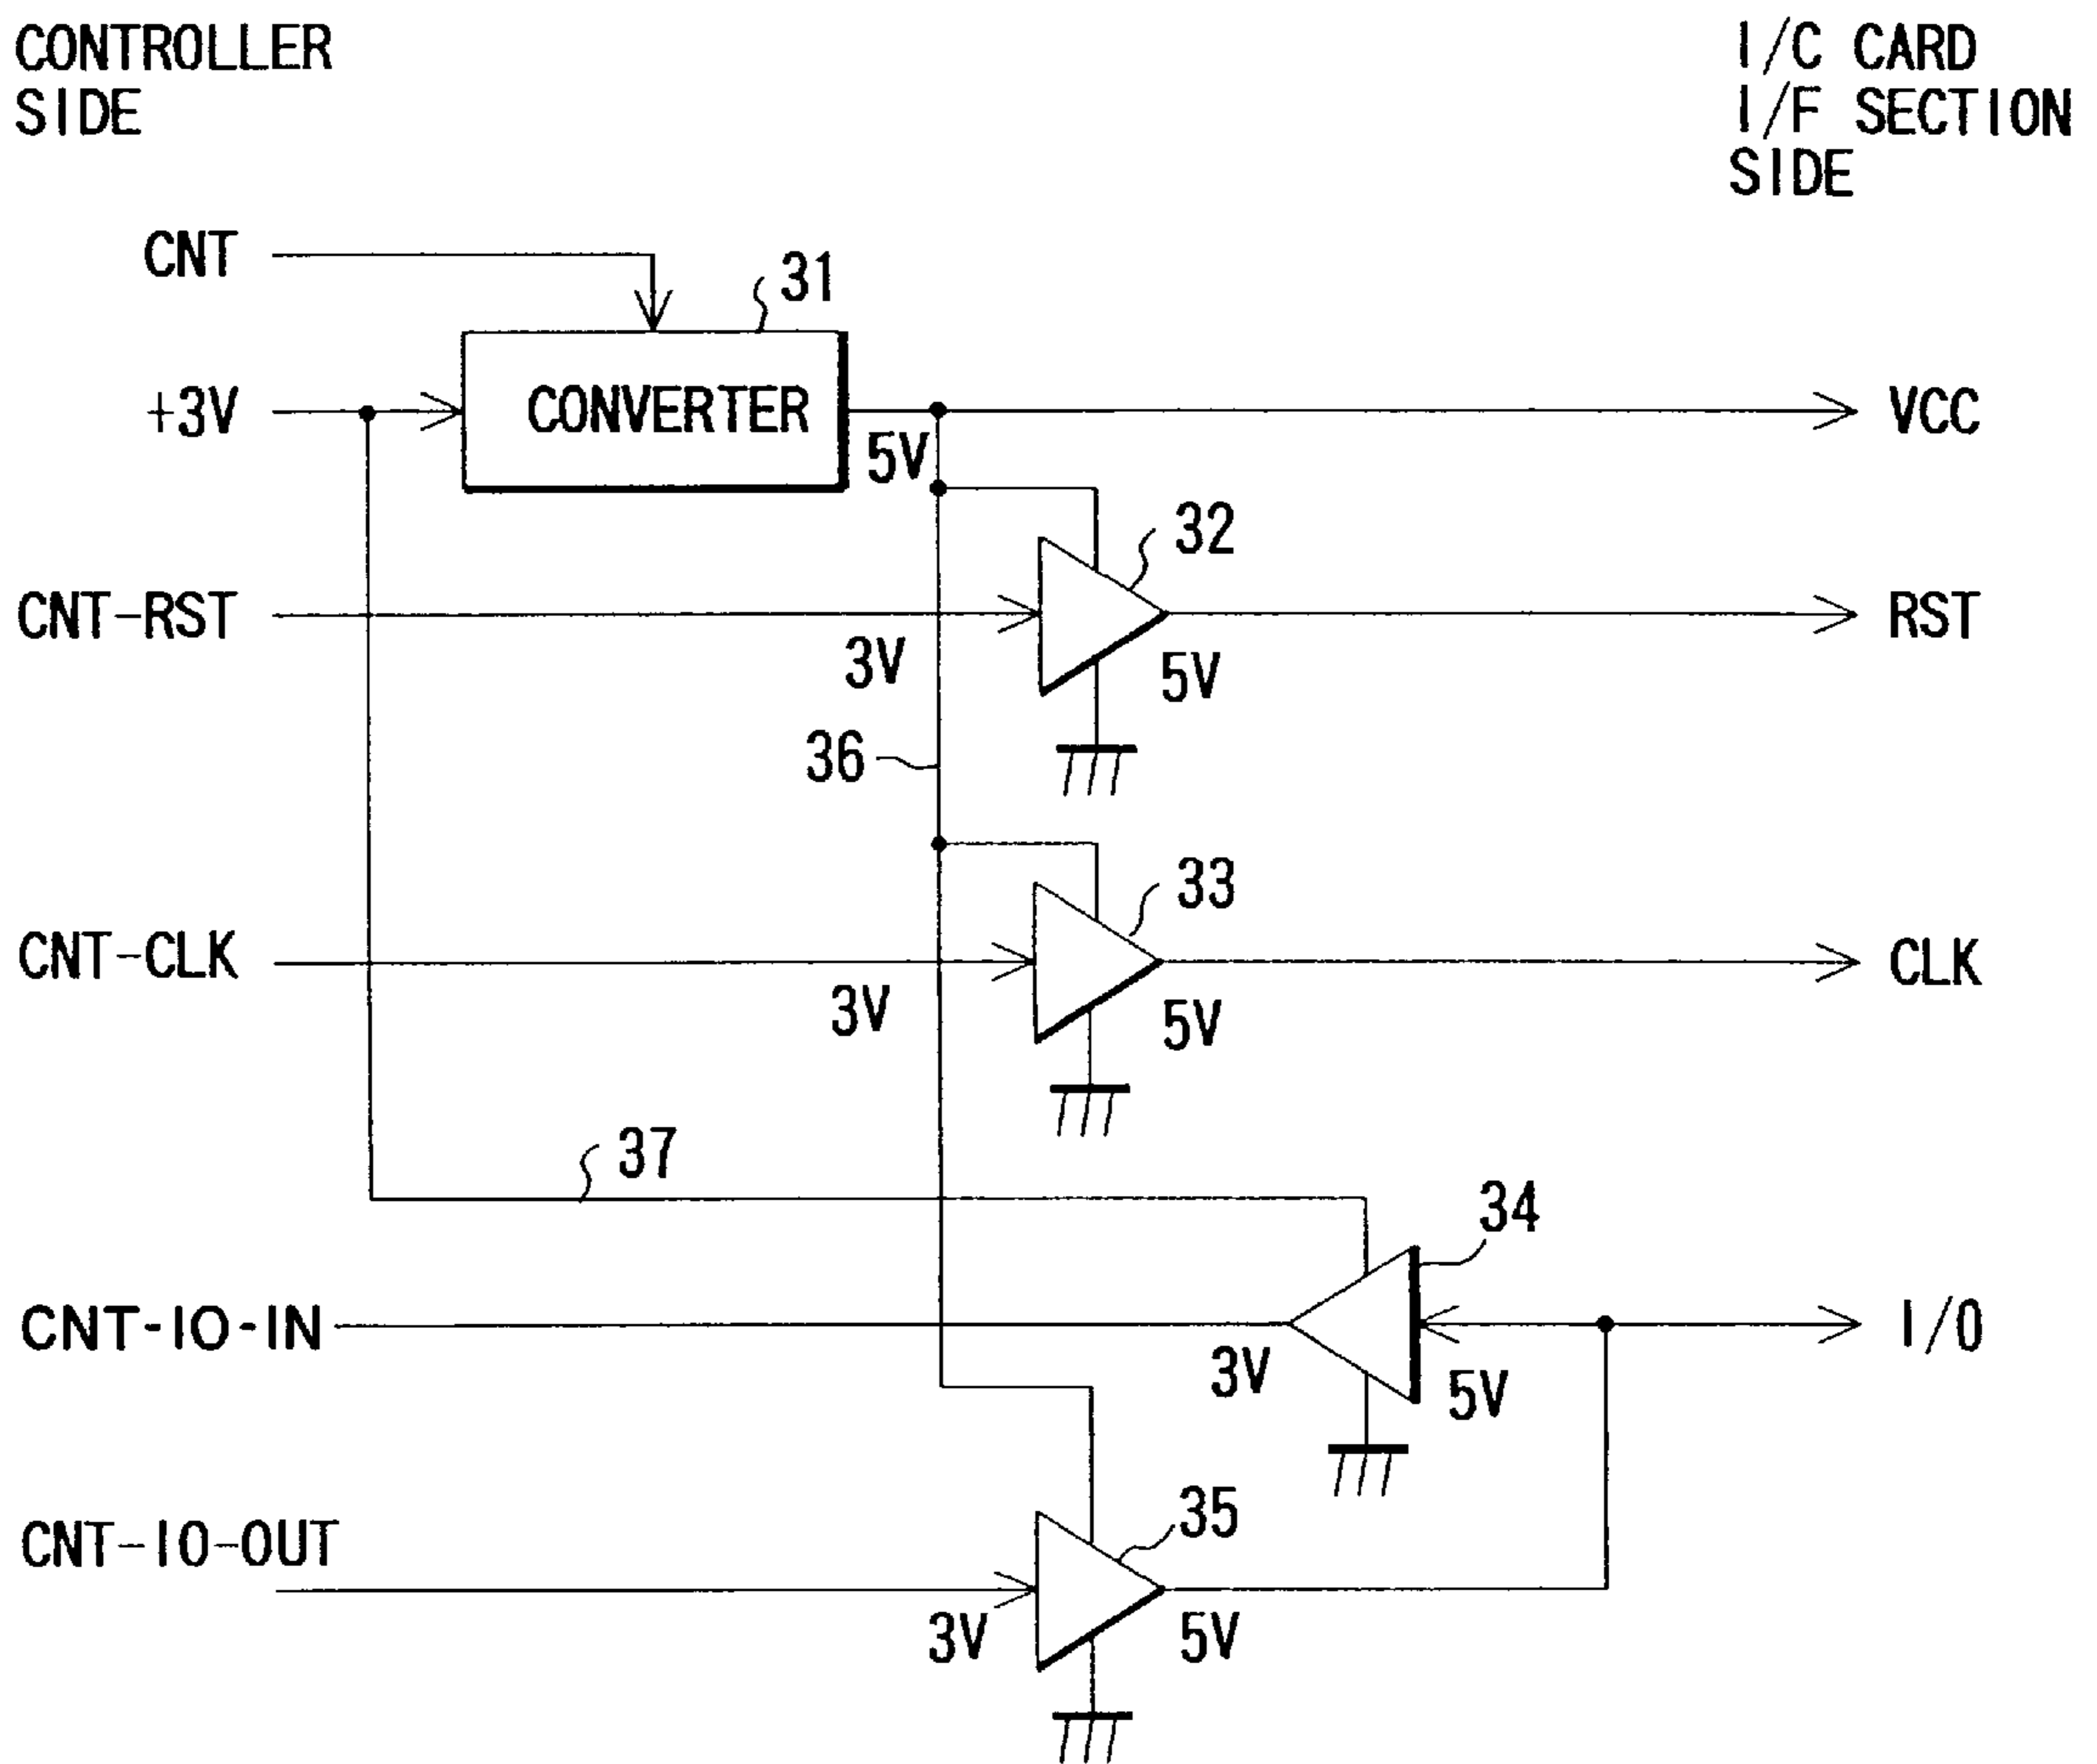 CONTROLLER
SIDE
I/C CARD
I/F SECTION
SIDE
CNT
31
+3V
CONVERTER
5V
VCC
32
CNT-RST
3V
5V
RST
36
33
CNT-CLK
3V
5V
CLK
37
34
CNT-IO-IN
3V
5V
I/O
35
CNT-IO-OUT
3V
5V